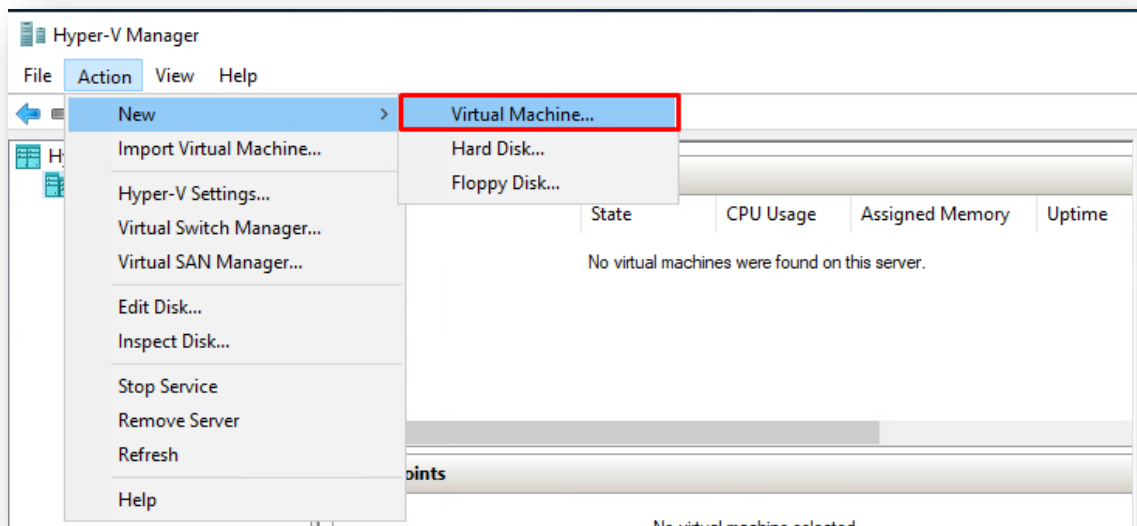 Hyper-V Manager
File Action View Help
New > Virtual Machine...
Import Virtual Machine... Hard Disk...
Floppy Disk...
Hyper-V Settings...
State CPU Usage Assigned Memory Uptime
Virtual Switch Manager...
Virtual SAN Manager... No virtual machines were found on this server.
Edit Disk...
Inspect Disk...
Stop Service
Remove Server
Refresh
Help